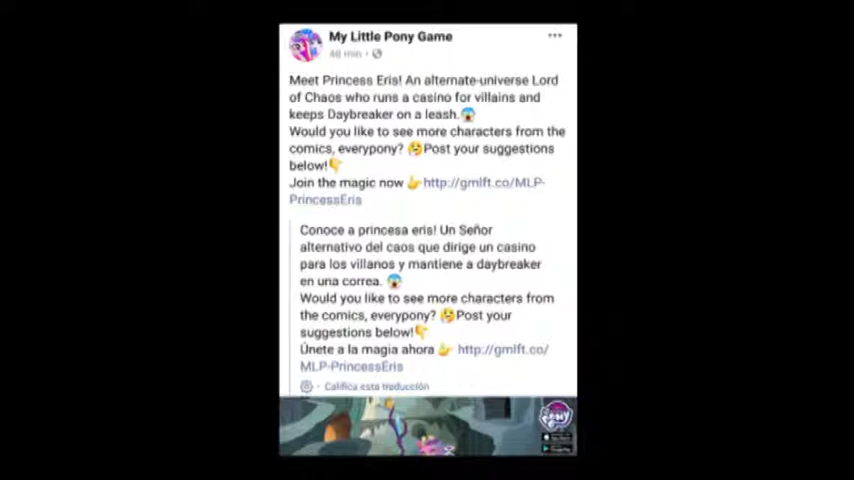 My Little Pony Game
48 min
Meet Princess Eris! An alternate-universe Lord
of Chaos who runs a casino for villains and
keeps Daybreaker on a leash.😱
Would you like to see more characters from the
comics, everypony? 🤔Post your suggestions
below!👇
Join the magic now 👉http://gmlft.co/MLP-
PrincessEris
Conoce a princesa eris! Un Señor
alternativo del caos que dirige un casino
para los villanos y mantiene a daybreaker
en una correa. 😱
Would you like to see more characters from
the comics, everypony? 🤔Post your
suggestions below!👇
Únete a la magia ahora 👉 http://gmlft.co/
MLP-PrincessEris
· Califica esta traducción
PONY